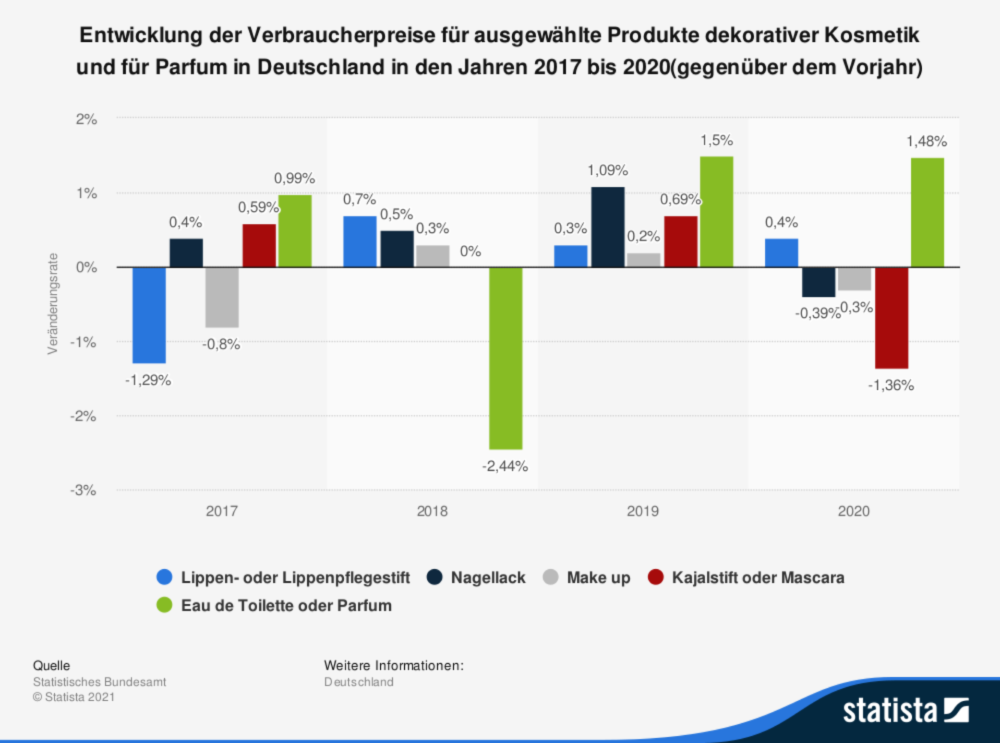 Entwicklung der Verbraucherpreise für ausgewählte Produkte dekorativer Kosmetik
und für Parfum in Deutschland in den Jahren 2017 bis 2020(gegenüber dem Vorjahr)
Veränderungsrate
2%
1%
0%
-1%
-2%
-3%
-1,29%
0,4%
-0,8%
0,59%
0,99%
0,7%
0,5%
0,3%
0%
-2,44%
0,3%
1,09%
0,2%
0,69%
1,5%
0,4%
-0,39%
-0,3%
-1,36%
1,48%
2017 2018 2019 2020
Lippen- oder Lippenpflegestift Nagellack Make up Kajalstift oder Mascara
Eau de Toilette oder Parfum
Quelle
Statistisches Bundesamt
© Statista 2021
Weitere Informationen:
Deutschland
statista